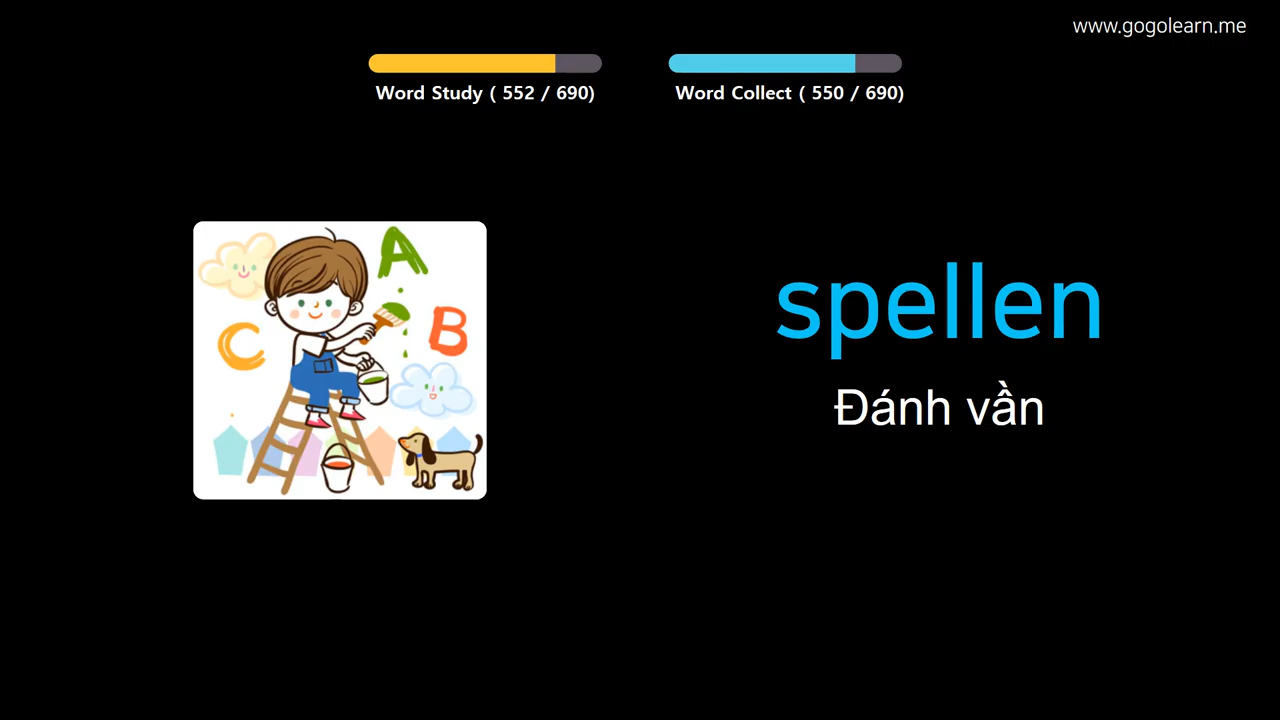 www.gogolearn.me
Word Study ( 552 / 690)
Word Collect ( 550 / 690)
A
B
C
spellen
Đánh vần